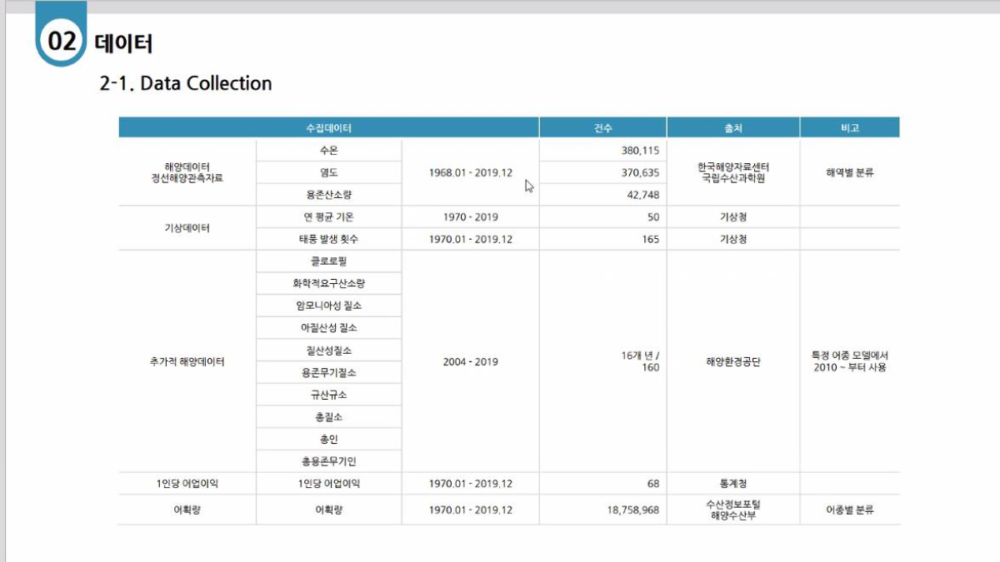 02 데이터
2-1. Data Collection
수집데이터 건수 출처 비고
해양데이터
정선해양관측자료
수온
염도
용존산소량
1968.01 - 2019.12
380,115
370,635
42,748
한국해양자료센터
국립수산과학원
해역별 분류
기상데이터
연 평균 기온 1970 - 2019 50 기상청
태풍 발생 횟수 1970.01 - 2019.12 165 기상청
추가적 해양데이터
클로로필
화학적요구산소량
암모니아성 질소
아질산성 질소
질산성질소
용존무기질소
규산규소
총질소
총인
총용존무기인
2004 - 2019
16개 년 /
160
해양환경공단
특정 어종 모델에서
2010 ~ 부터 사용
1인당 어업이익 1인당 어업이익 1970.01 - 2019.12 68 통계청
어획량 어획량 1970.01 - 2019.12 18,758,968
수산정보포털
해양수산부
어종별 분류